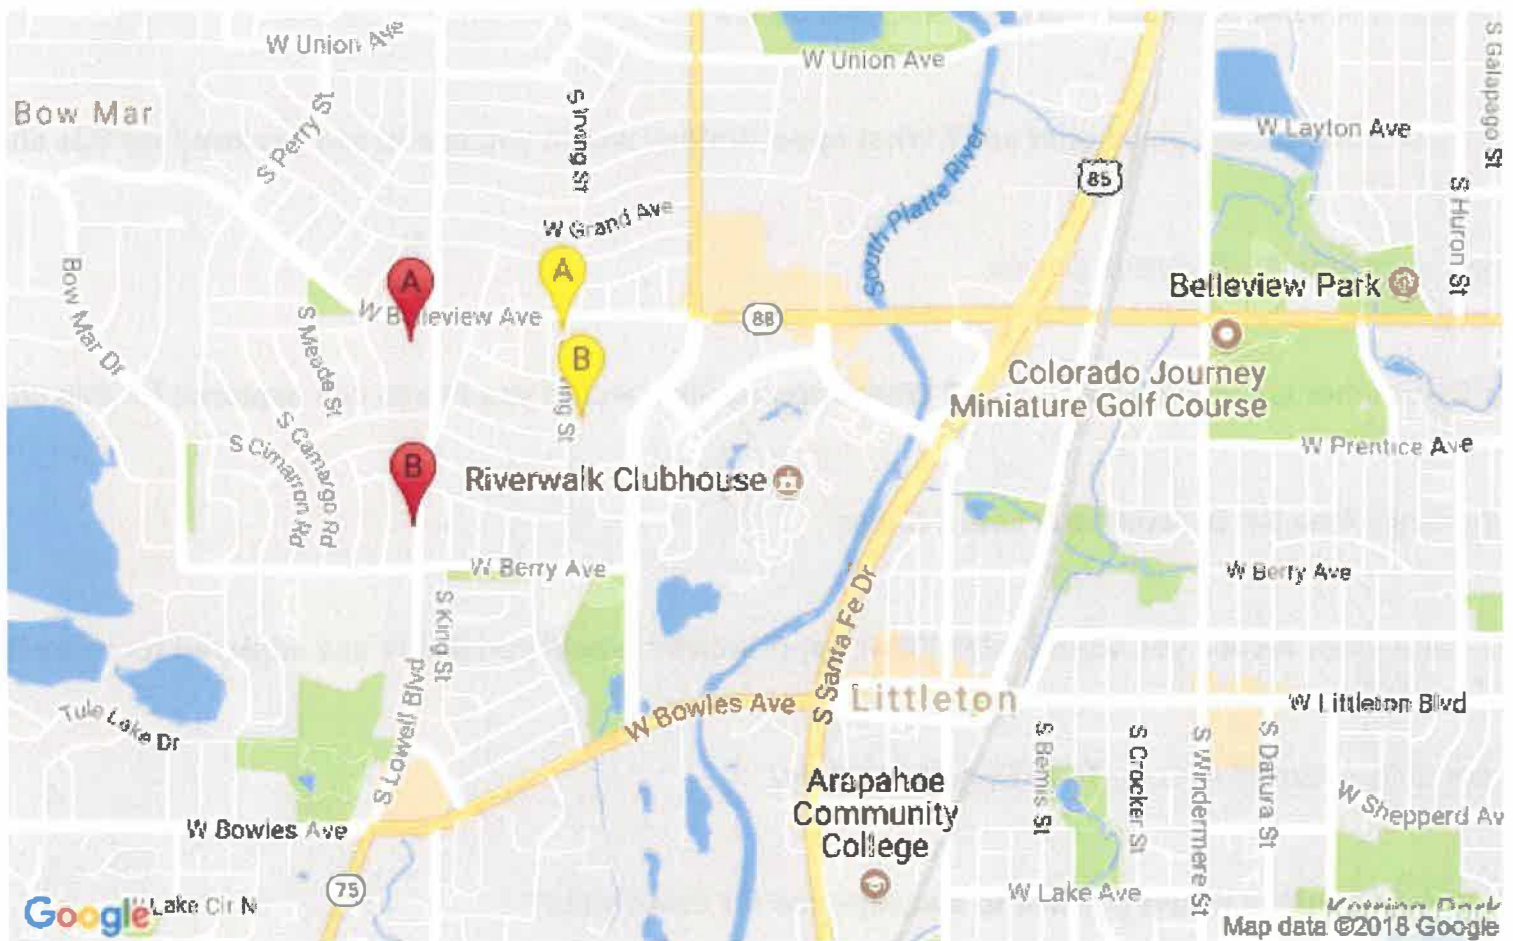 W Union Ave
W Union Ave
S Galapago St
Bow Mar
S Perry St
S Irving St
W Layton Ave
85
South Platte River
S Huron St
W Grand Ave
A
A
Belleview Park
Bow Mar Dr
S Meade St
W Belleview Ave
88
B
Colorado Journey
Miniature Golf Course
S Camargo Rd
S Cimarron Rd
ing St
W Prentice Ave
B
Riverwalk Clubhouse
W Berry Ave
W Berry Ave
S King St
S Santa Fe Dr
S Lowell Blvd
W Bowles Ave
Littleton
W Littleton Blvd
Tule Lake Dr
S Bemis St
S Crocker St
S Windermere St
S Datura St
Arapahoe
Community
College
W Shepperd Av
W Bowles Ave
75
W Lake Ave
Google
Lake Cir N
Map data ©2018 Google